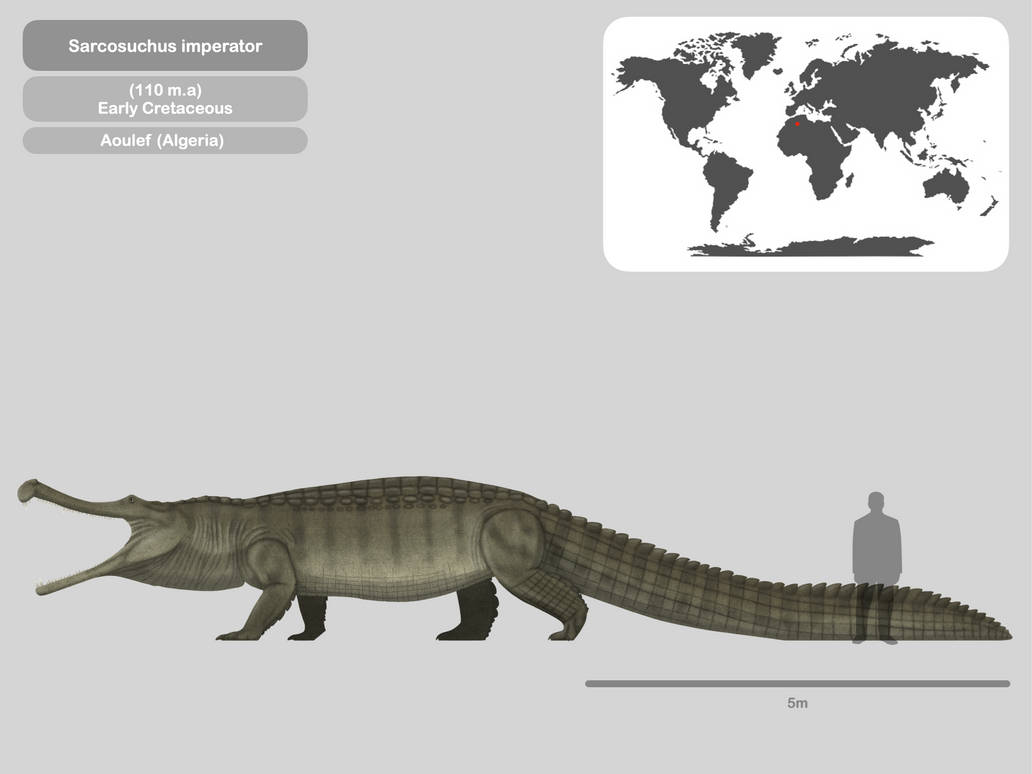 Sarcosuchus imperator
(110 m.a)
Early Cretaceous
Aoulef (Algeria)
5m